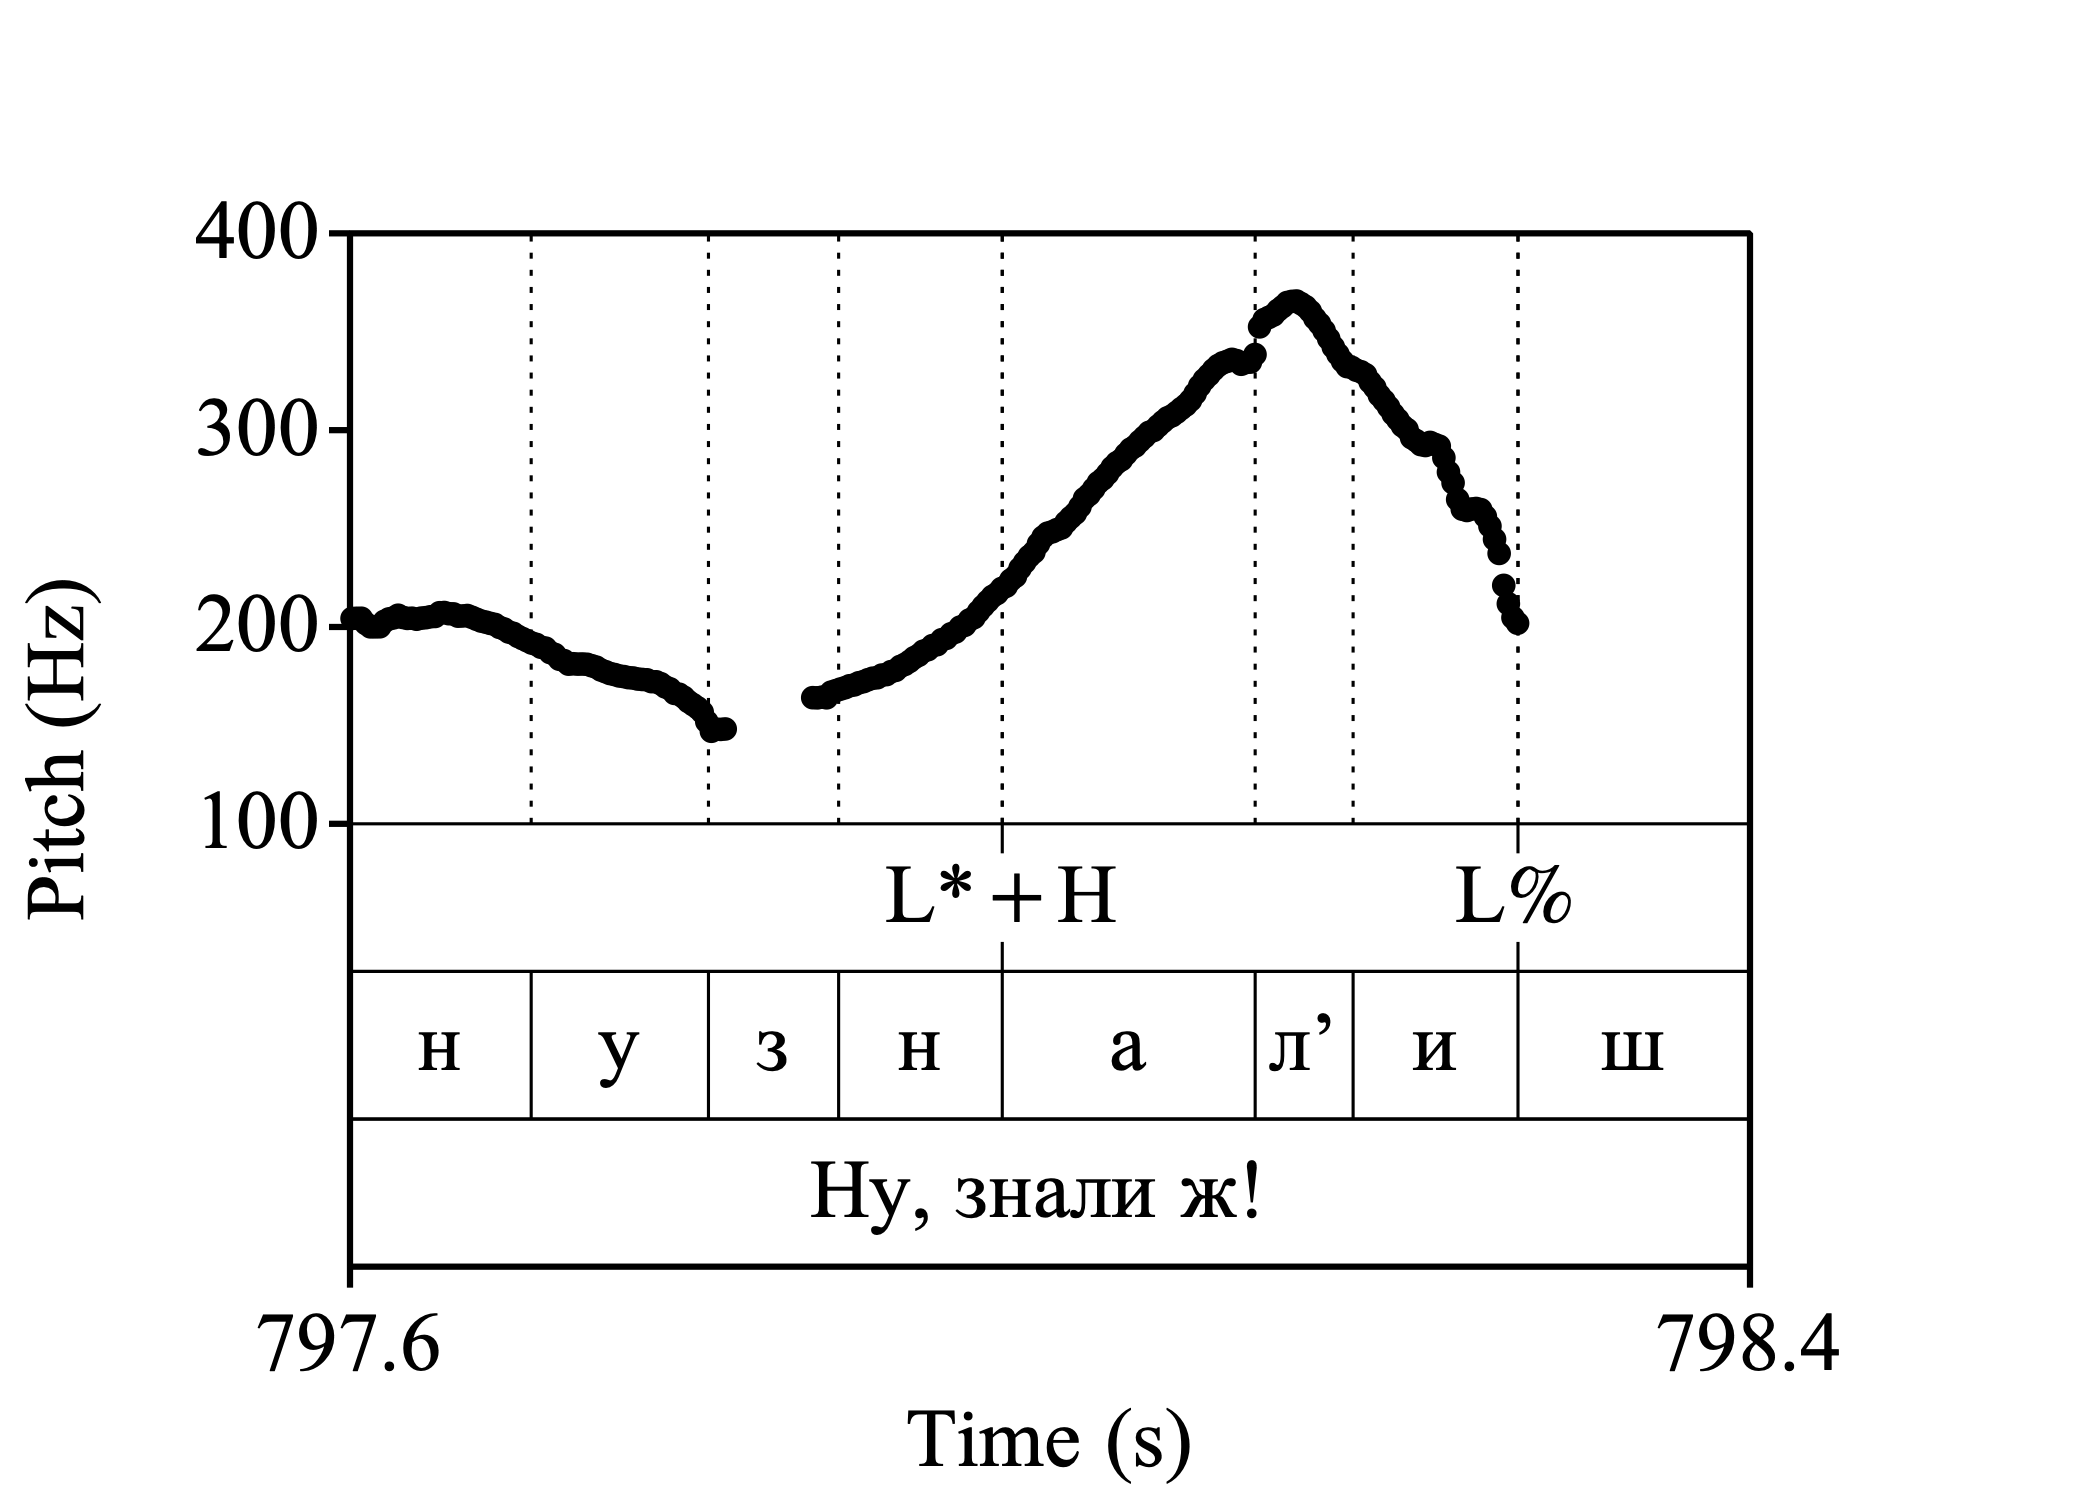 400
300
200
100
Pitch (Hz)
L*+H L%
н у з н а л’ и ш
Ну, знали ж!
797.6 798.4
Time (s)